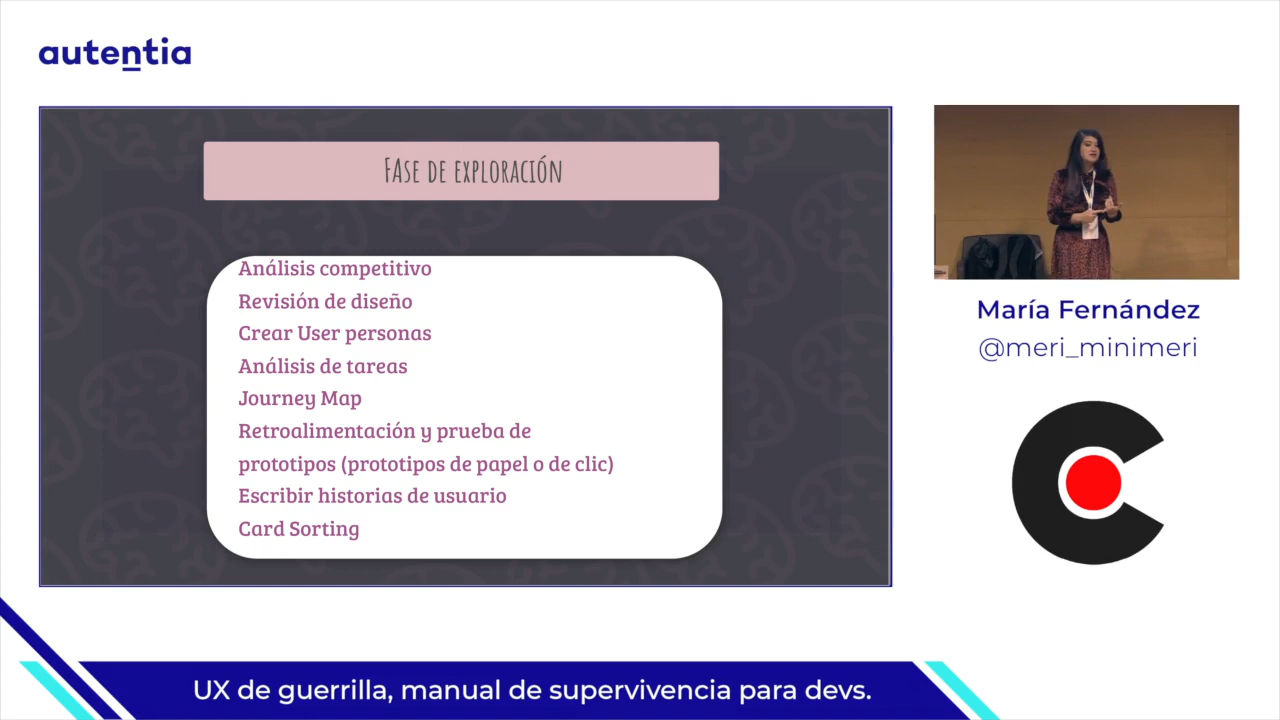 autentia
FAse de exploración
Análisis competitivo
Revisión de diseño
Crear User personas
Análisis de tareas
Journey Map
Retroalimentación y prueba de
prototipos (prototipos de papel o de clic)
Escribir historias de usuario
Card Sorting
María Fernández
@meri_minimeri
UX de guerrilla, manual de supervivencia para devs.